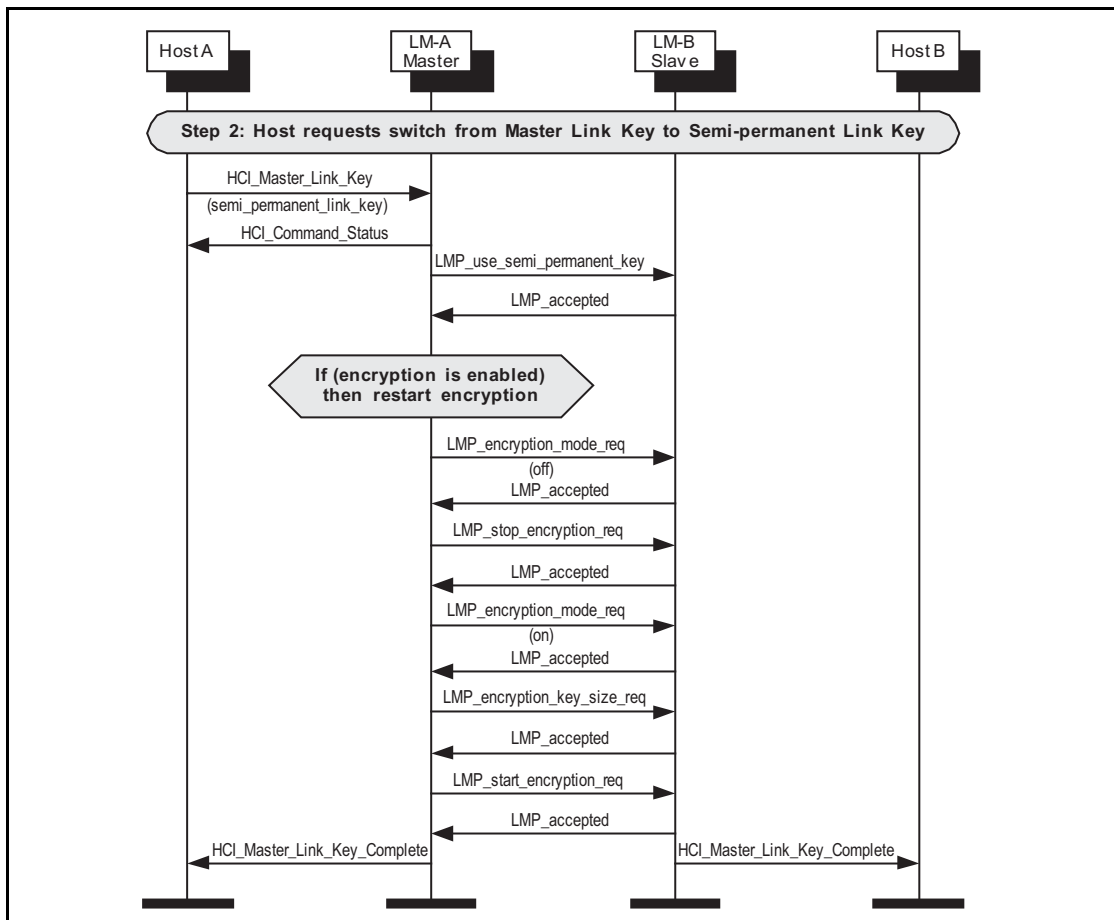 Host A
LM-A
Master
LM-B
Slave
Host B
Step 2: Host requests switch from Master Link Key to Semi-permanent Link Key
HCI_Master_Link_Key
(semi_permanent_link_key)
HCI_Command_Status
LMP_use_semi_permanent_key
LMP_accepted
If (encryption is enabled)
then restart encryption
LMP_encryption_mode_req
(off)
LMP_accepted
LMP_stop_encryption_req
LMP_accepted
LMP_encryption_mode_req
(on)
LMP_accepted
LMP_encryption_key_size_req
LMP_accepted
LMP_start_encryption_req
LMP_accepted
HCI_Master_Link_Key_Complete
HCI_Master_Link_Key_Complete